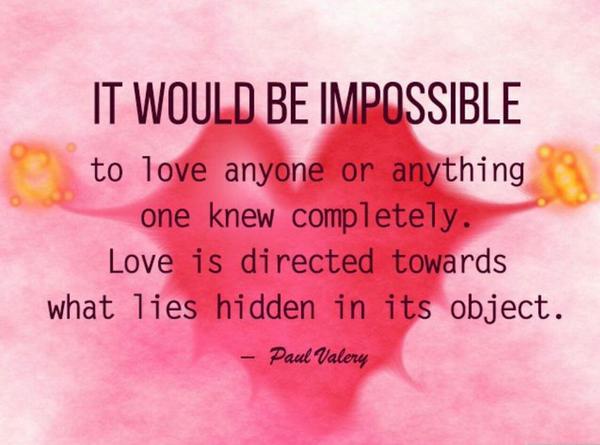 IT WOULD BE IMPOSSIBLE
to love anyone or anything
one knew completely.
Love is directed towards
what lies hidden in its object.
— Paul Valery